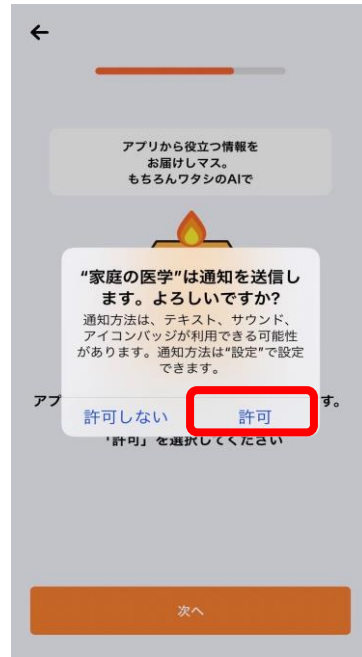 アプリから役立つ情報を
お届けしマス。
もちろんワタシのAIで
“家庭の医学”は通知を送信し
ます。よろしいですか?
通知方法は、テキスト、サウンド、
アイコンバッジが利用できる可能性
があります。通知方法は“設定”で設定
できます。
アプ
す。
許可しない
許可
「許可」を選択してください
次へ